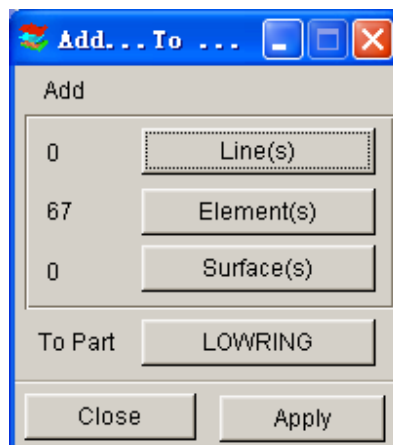 Add...To ...
Add
0 Line(s)
67 Element(s)
0 Surface(s)
To Part LOWRING
Close Apply